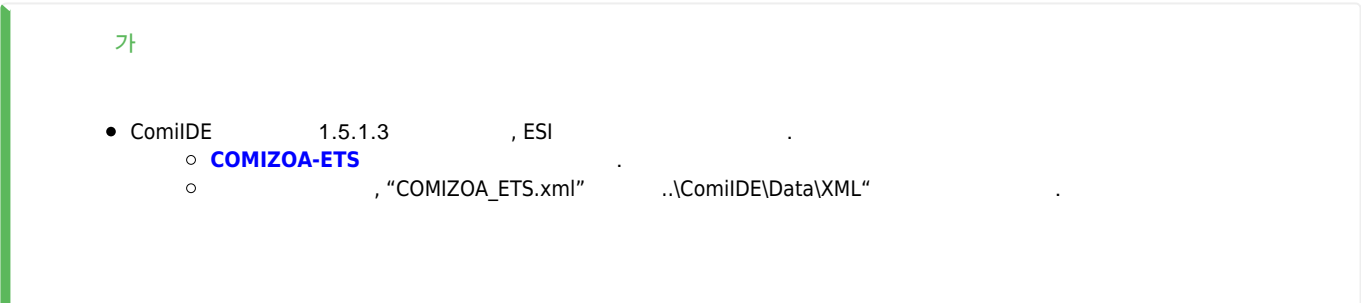 가
ComiIDE 1.5.1.3 , ESI .
COMIZOA-ETS .
, “COMIZOA_ETS.xml” ..\ComiIDE\Data\XML“ .